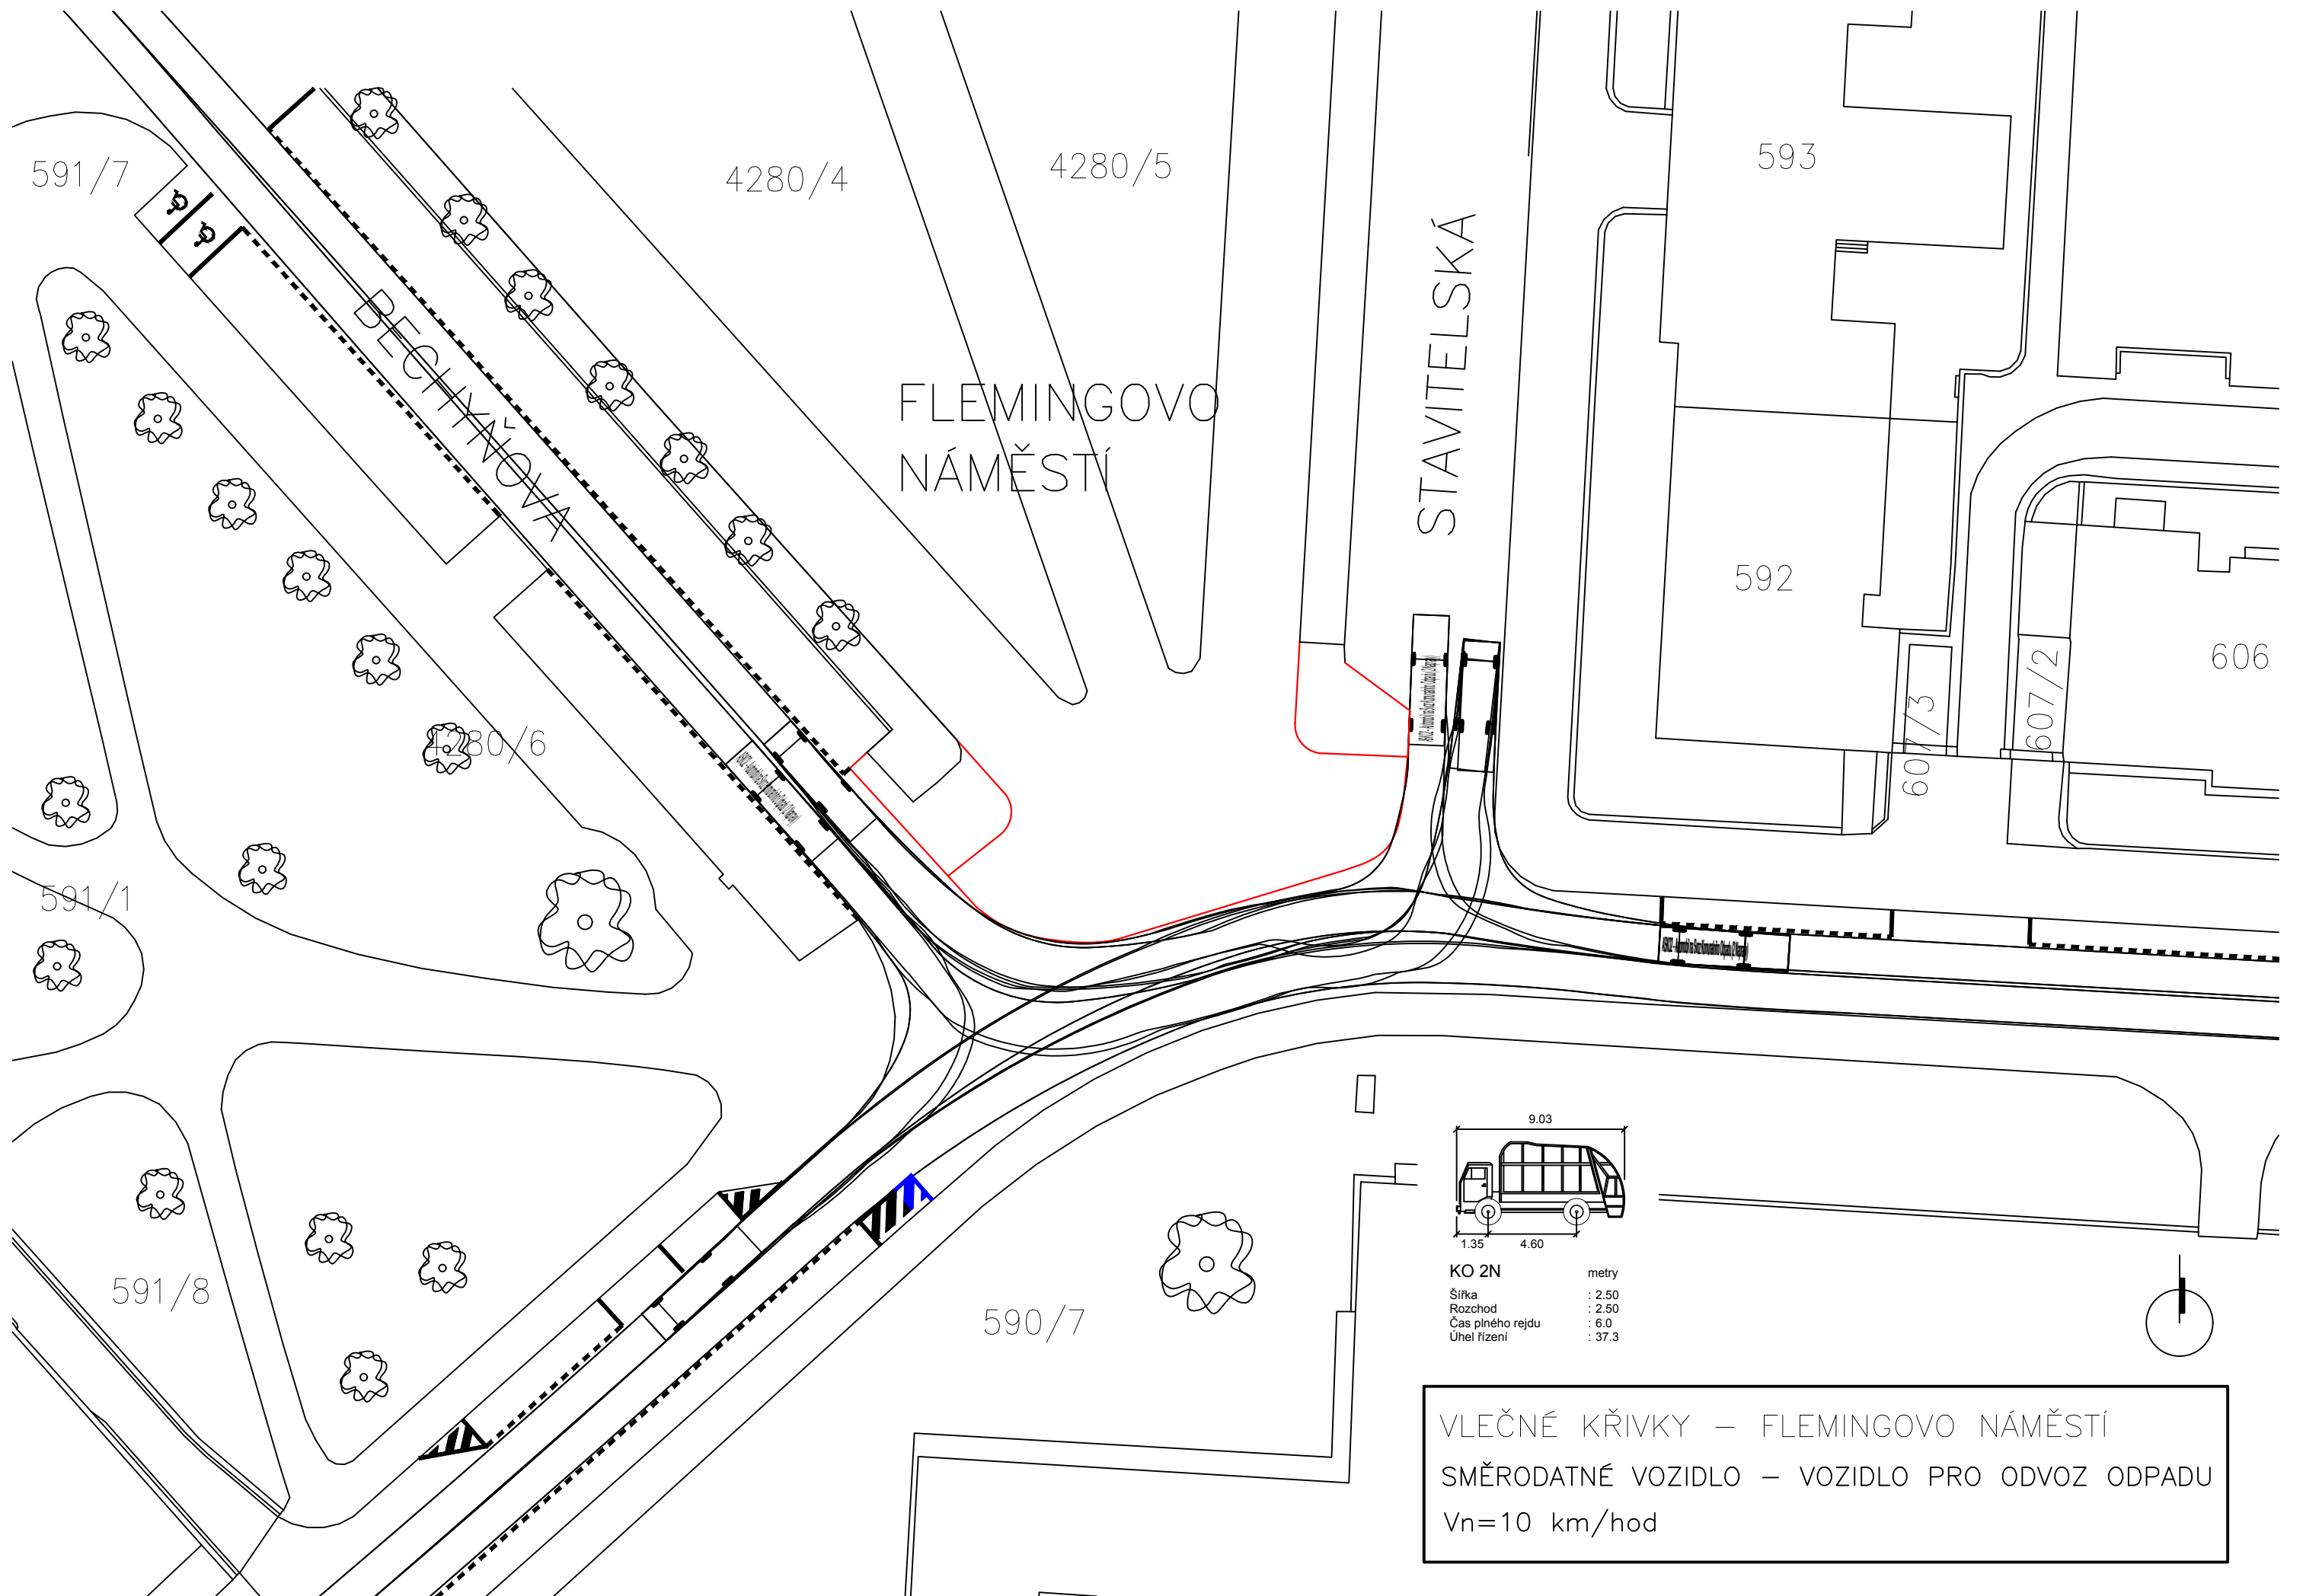 591/7
4280/4
4280/5
593
BECHYŇOVA
FLEMINGOVO
NÁMĚSTÍ
STAVITELSKÁ
592
606
607/2
607/3
4280/6
591/1
591/8
590/7
9.03
1.35
4.60
KO 2N metry
Šířka : 2.50
Rozchod : 2.50
Čas plného rejdu : 6.0
Úhel řízení : 37.3
VLEČNÉ KŘIVKY – FLEMINGOVO NÁMĚSTÍ
SMĚRODATNÉ VOZIDLO – VOZIDLO PRO ODVOZ ODPADU
Vn=10 km/hod